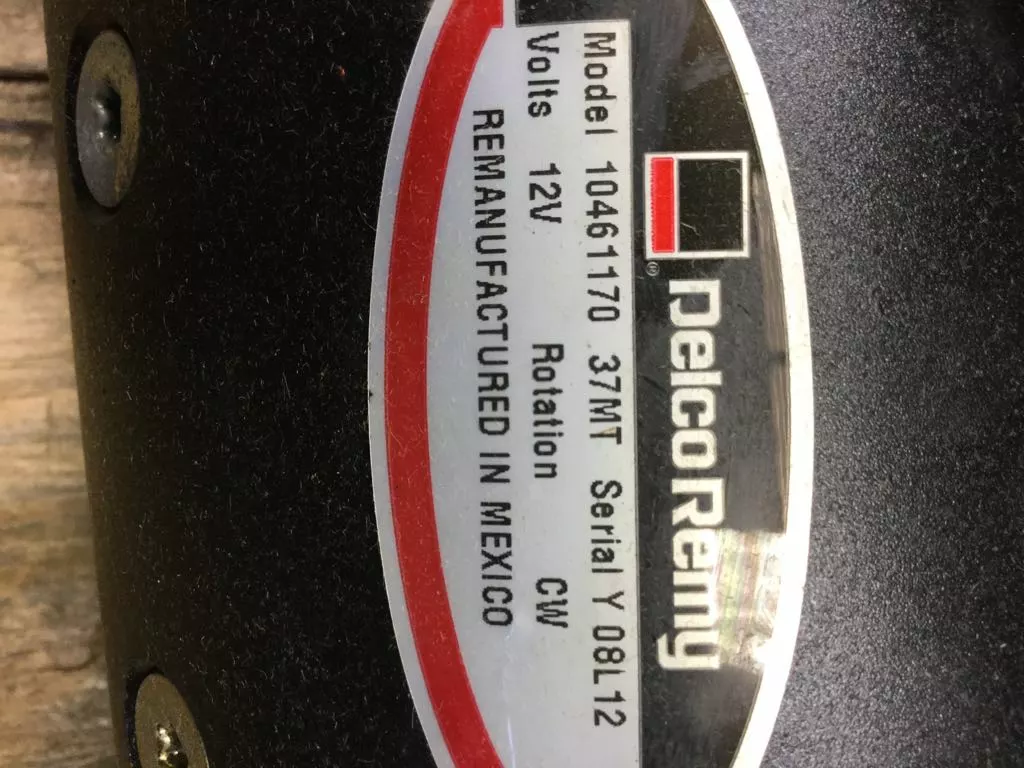 DelcoRemy
®
Model 10461170 37MT Serial Y 08L12
Volts 12V Rotation CW
REMANUFACTURED IN MEXICO